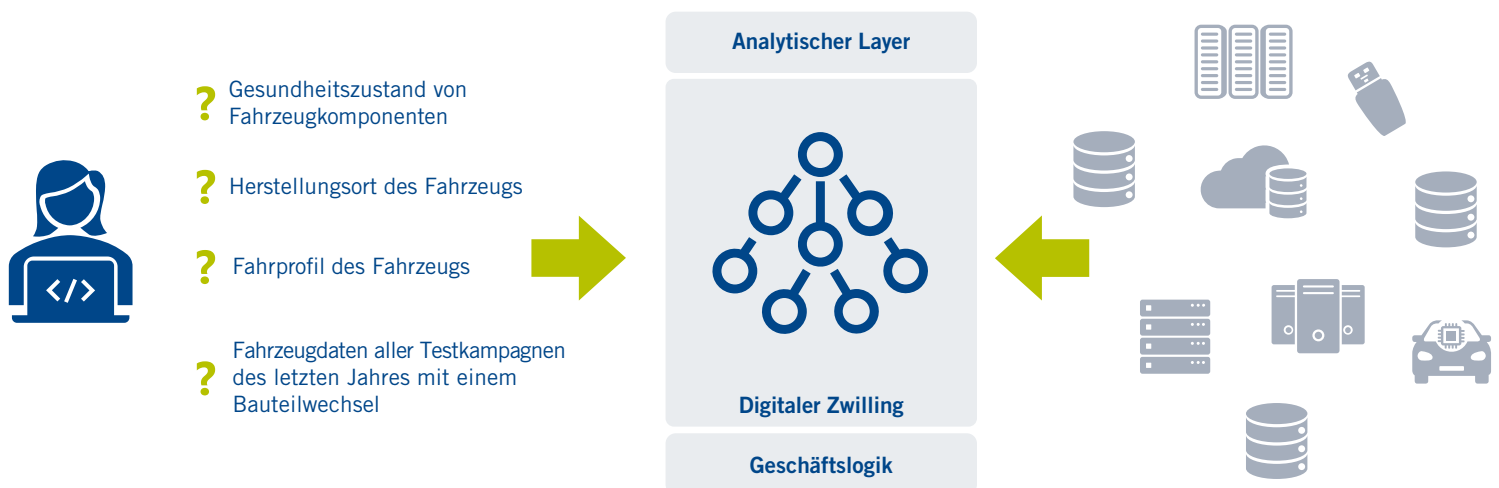 Gesundheitszustand von
Fahrzeugkomponenten
Herstellungsort des Fahrzeugs
Fahrprofil des Fahrzeugs
Fahrzeugdaten aller Testkampagnen
des letzten Jahres mit einem
Bauteilwechsel
</>
Analytischer Layer
Digitaler Zwilling
Geschäftslogik